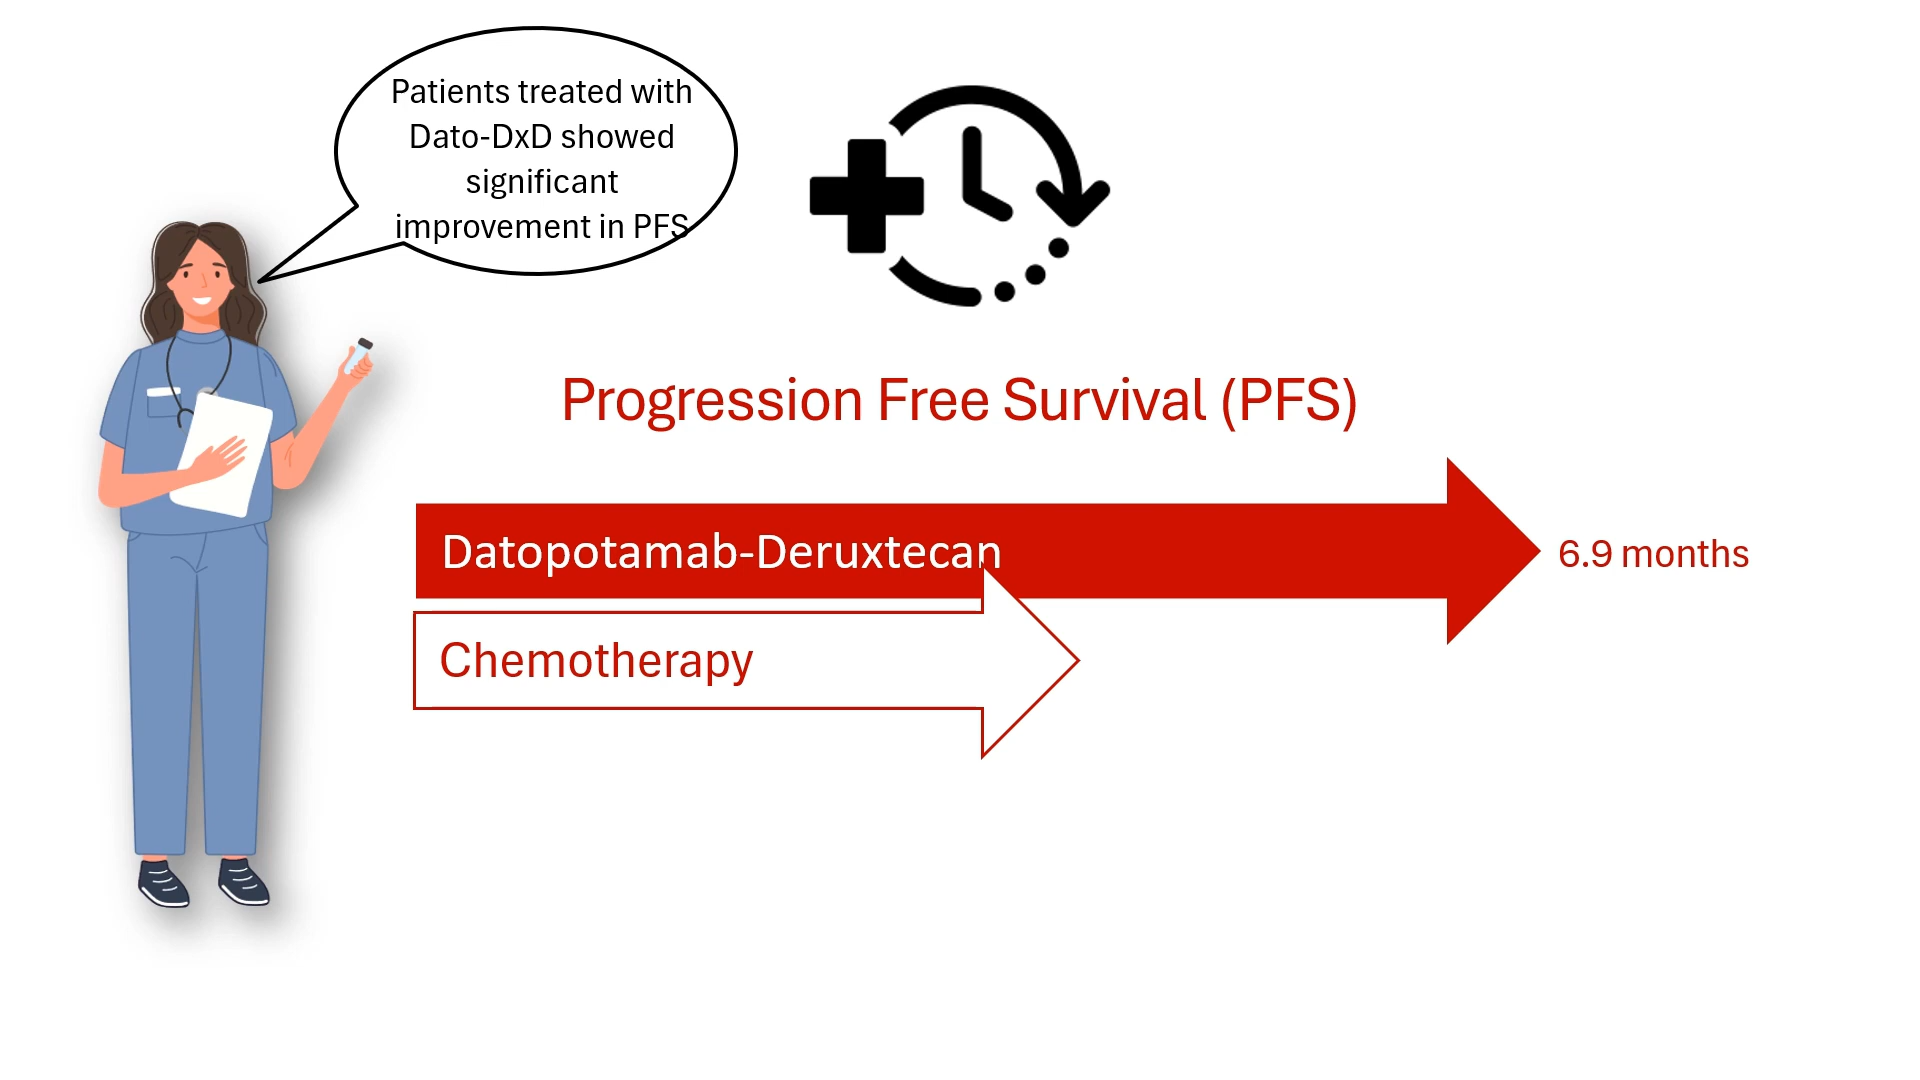 Patients treated with
Dato-DxD showed
significant
improvement in PFS
Progression Free Survival (PFS)
Datopotamab-Deruxtecan
6.9 months
Chemotherapy